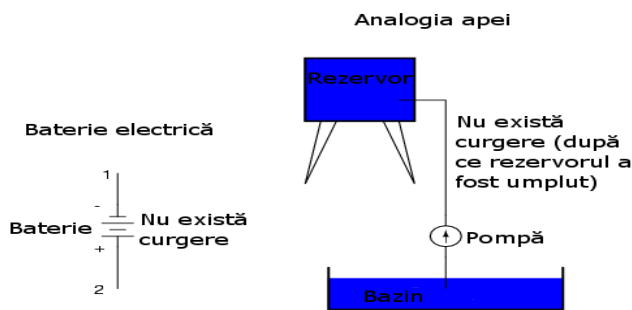 Analogia apei
Rezervor
Nu există
curgere (după
ce rezervorul a
fost umplut)
Pompă
Bazin
Baterie electrică
1
-
Baterie
Nu există
curgere
+
2